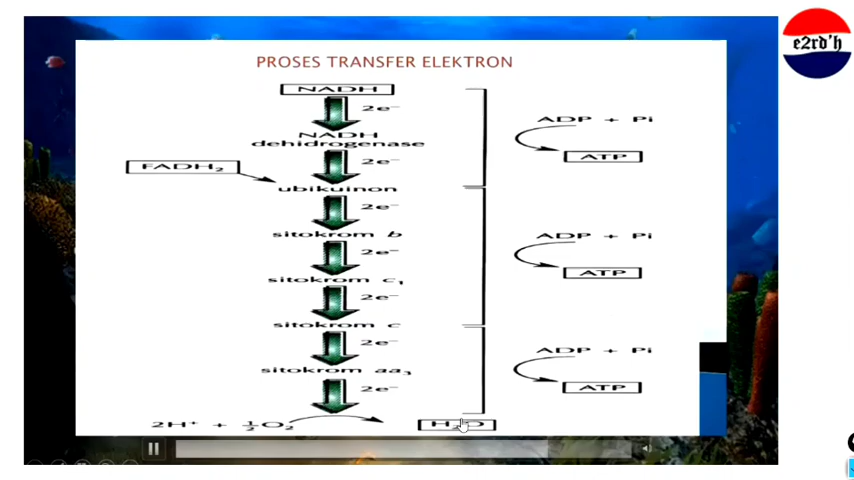 PROSES TRANSFER ELEKTRON
e2rd'h
NADH
2e⁻
ADP + Pi
NADH
dehidrogenase
ATP
2e⁻
FADH₂
ubikuinon
2e⁻
sitokrom b
ADP + Pi
2e⁻
ATP
sitokrom c₁
2e⁻
sitokrom c
2e⁻
ADP + Pi
sitokrom aa₃
2e⁻
ATP
2H⁺ + ½O₂
H₂O